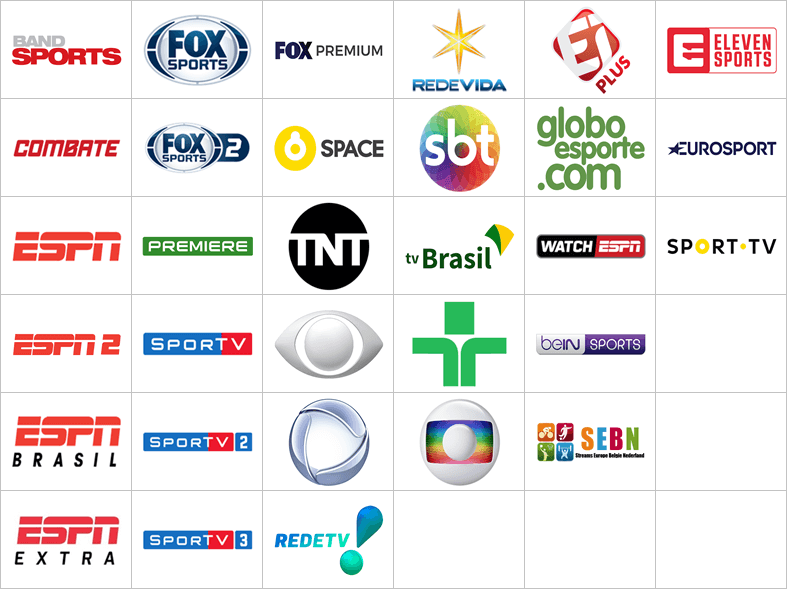 BAND
SPORTS
FOX
SPORTS
FOX PREMIUM
REDEVIDA
EI
PLUS
ELEVEN
SPORTS
COMBATE
FOX
SPORTS 2
SPACE
sbt
globo
esporte
.com
EUROSPORT
ESPN
PREMIERE
TNT
tv Brasil
WATCH ESPN
SPORT·TV
ESPN 2
SPORTV
beIN SPORTS
ESPN
BRASIL
SPORTV 2
SEBN
Streams Europe Belgie Nederland
ESPN
EXTRA
SPORTV 3
REDETV!